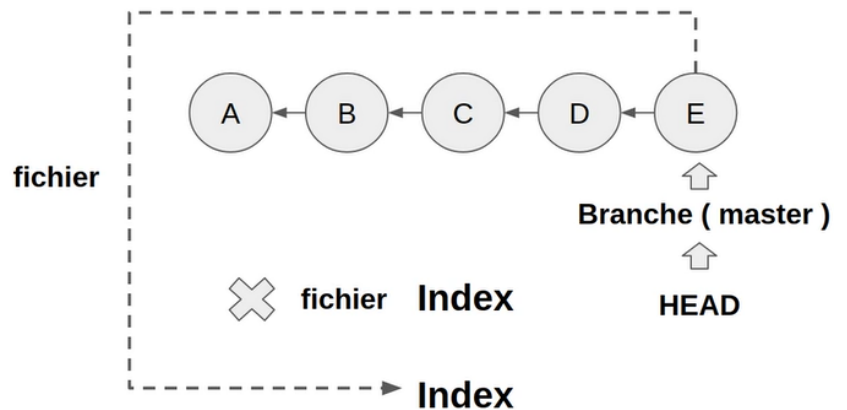 A B C D E
fichier
Branche ( master )
fichier Index
HEAD
Index